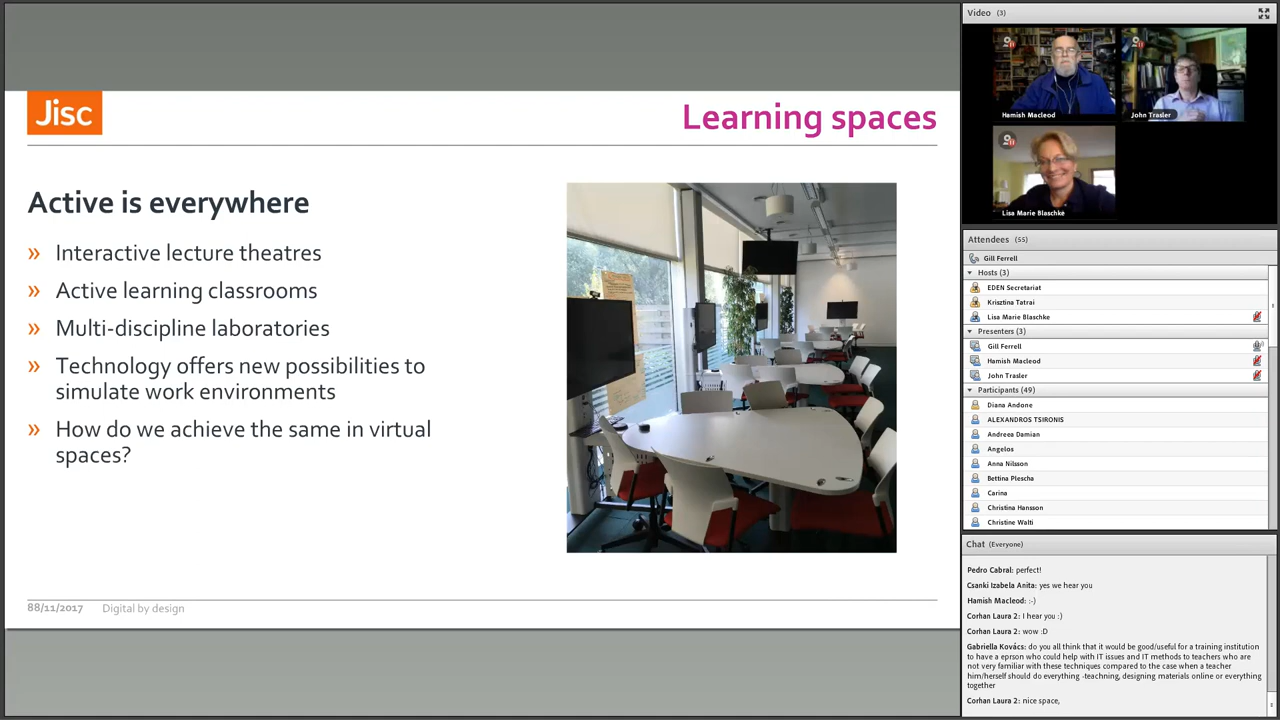 Jisc
Learning spaces
Active is everywhere
» Interactive lecture theatres
» Active learning classrooms
» Multi-discipline laboratories
» Technology offers new possibilities to
simulate work environments
» How do we achieve the same in virtual
spaces?
88/11/2017 Digital by design
Video (3)
Hamish Macleod
John Trasler
Lisa Marie Blaschke
Attendees (55)
Gill Ferrell
Hosts (3)
EDEN Secretariat
Krisztina Tatrai
Lisa Marie Blaschke
Presenters (3)
Gill Ferrell
Hamish Macleod
John Trasler
Participants (49)
Diana Andone
ALEXANDROS TSIRONIS
Andreea Damian
Angelos
Anna Nilsson
Bettina Plescha
Carina
Christina Hansson
Christine Walti
Chat (Everyone)
Pedro Cabral: perfect!
Csanki Izabela Anita: yes we hear you
Hamish Macleod: :-)
Corhan Laura 2: I hear you :)
Corhan Laura 2: wow :D
Gabriella Kovács: do you all think that it would be good/useful for a training institution
to have a eprson who could help with IT issues and IT methods to teachers who are
not very familiar with these techniques compared to the case when a teacher
him/herself should do everything -teachning, designing materials online or everything
together
Corhan Laura 2: nice space,